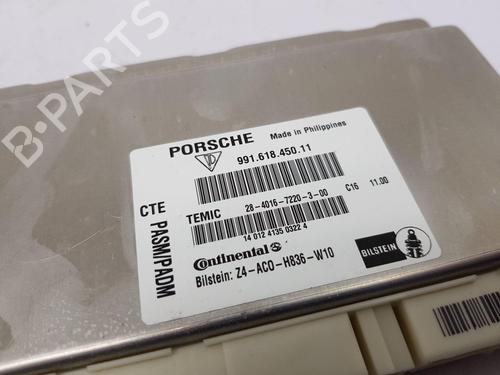 B-PARTS
PORSCHE Made in Philippines
991.618.450.11
CTE PASM/PADM
TEMIC 28-4016-7220-3-00 C16 11.00
14 012 4135 0322 4
Continental
Bilstein: Z4-ACO-H836-W10
BILSTEIN